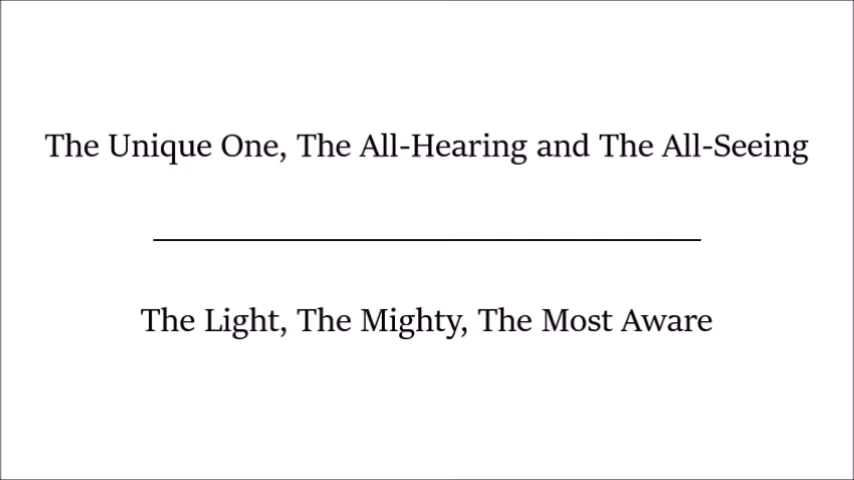 The Unique One, The All-Hearing and The All-Seeing
The Light, The Mighty, The Most Aware